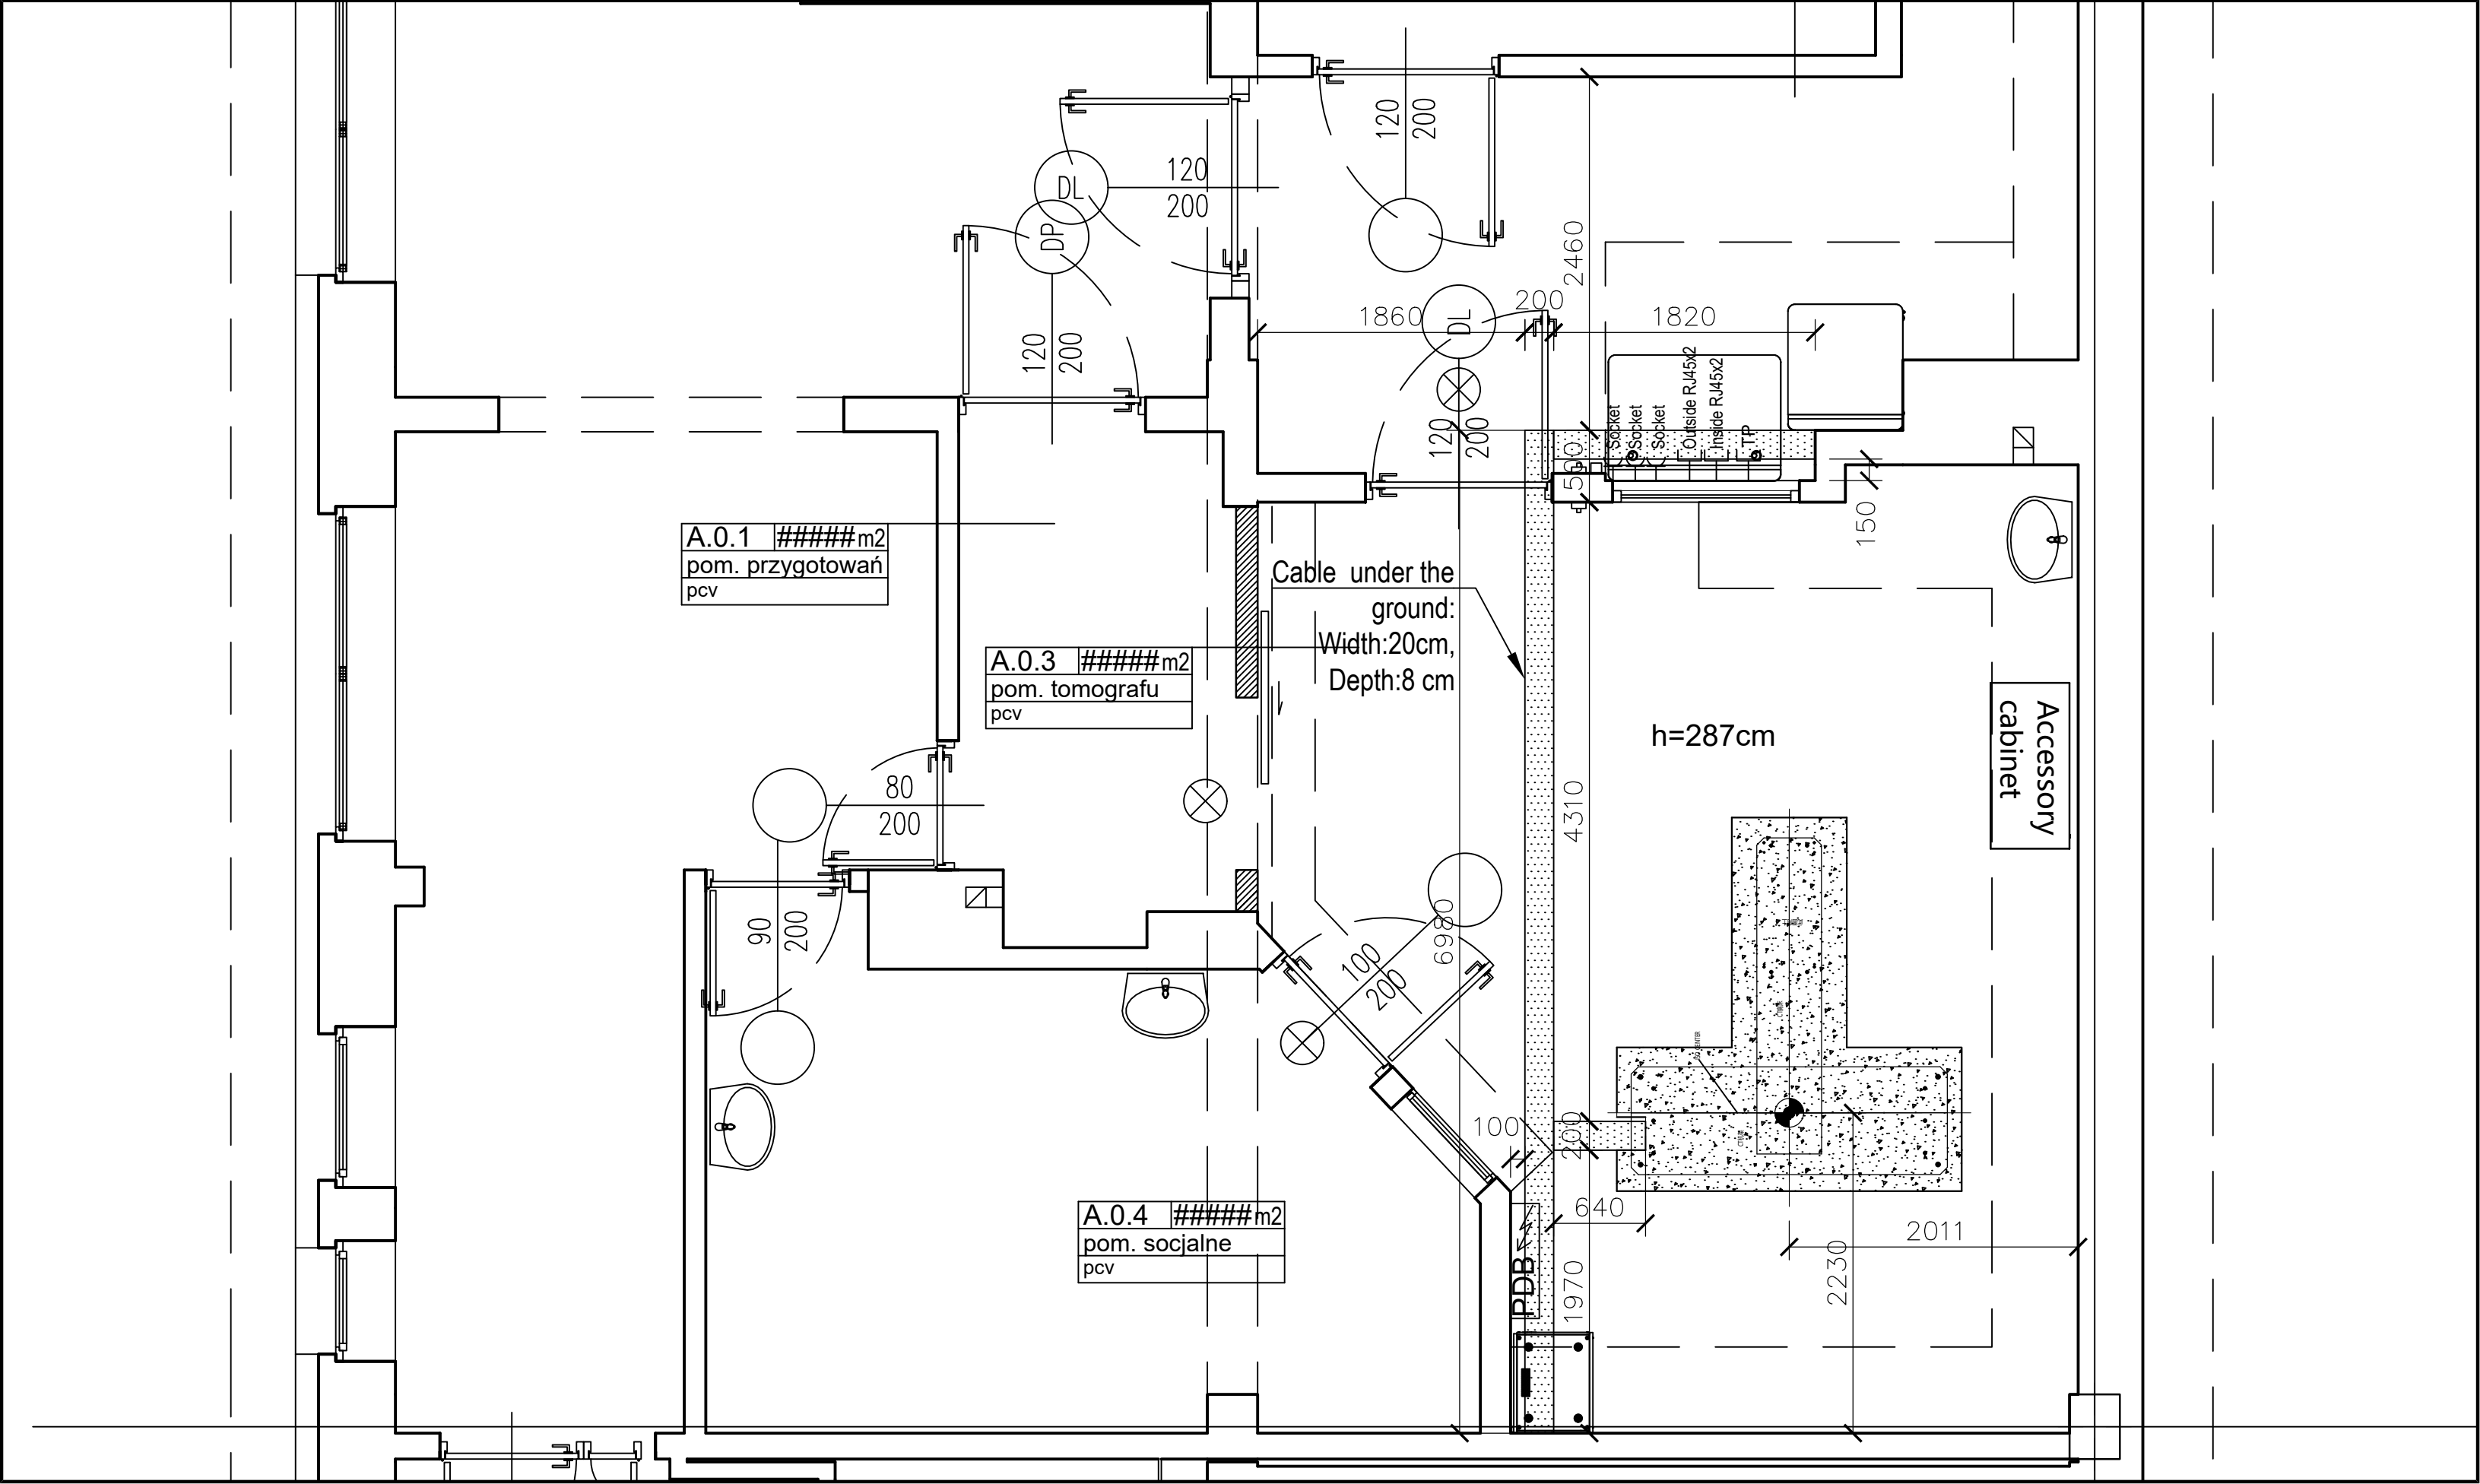 120
200
120
200
DL
DP
120
200
2460
200
1860
DL
1820
120
200
500
Socket
Socket
Socket
Outside RJ45x2
Inside RJ45x2
TP
150
A.0.1 #####m2
pom. przygotowań
pcv
Cable under the
ground:
Width:20cm,
Depth:8 cm
A.0.3 #####m2
pom. tomografu
pcv
h=287cm
Accessory
cabinet
80
200
4310
90
200
6980
100
200
100
200
640
A.0.4 #####m2
pom. socjalne
pcv
PDB
1970
2230
2011